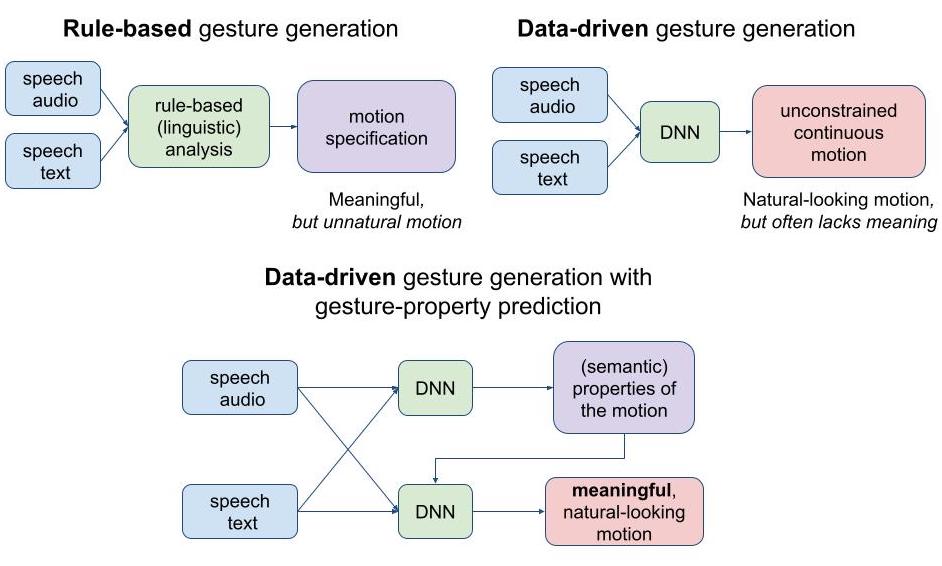 Rule-based gesture generation
speech
audio
speech
text
rule-based
(linguistic)
analysis
motion
specification
Meaningful,
but unnatural motion
Data-driven gesture generation
speech
audio
speech
text
DNN
unconstrained
continuous
motion
Natural-looking motion,
but often lacks meaning
Data-driven gesture generation with
gesture-property prediction
speech
audio
speech
text
DNN
DNN
(semantic)
properties of
the motion
meaningful,
natural-looking
motion